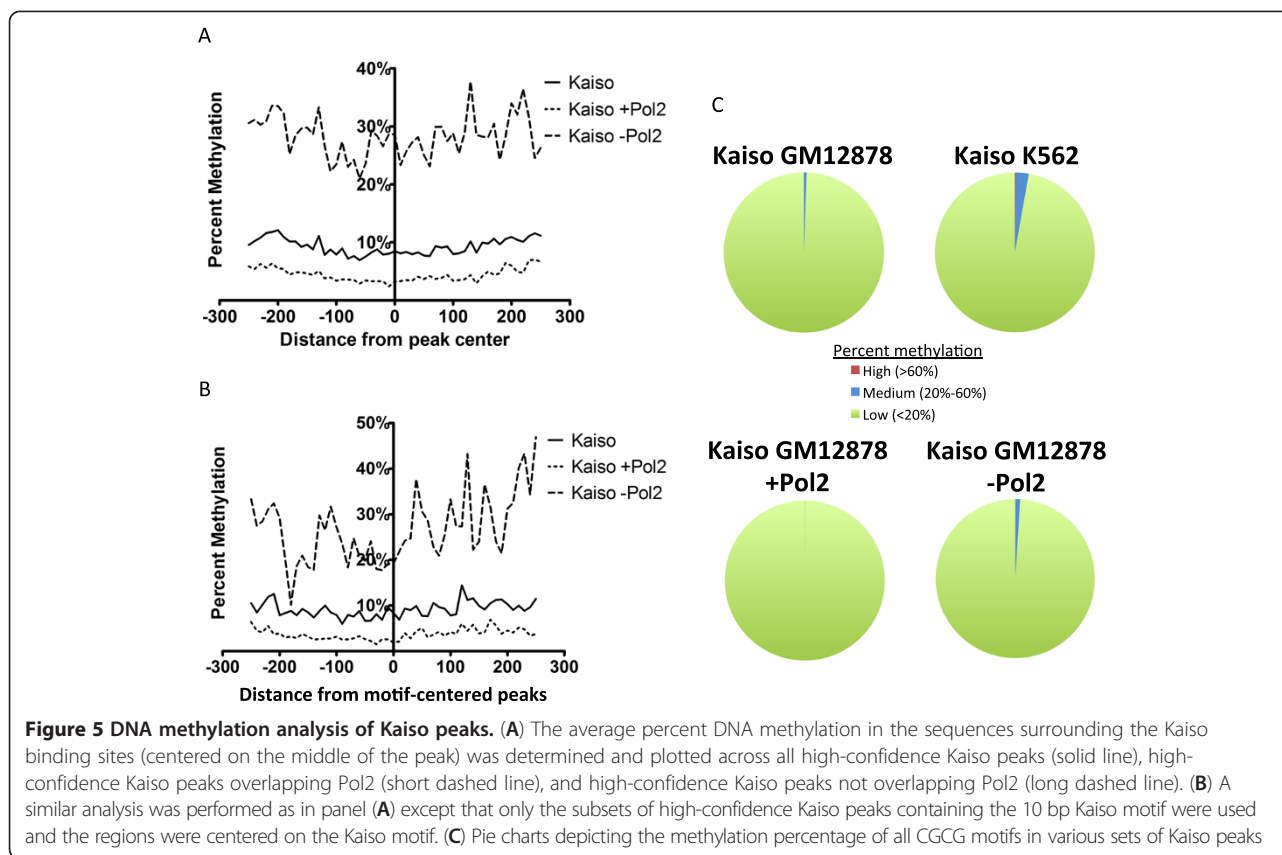 A
40%
30%
20%
10%
Percent Methylation
-300
-200
-100
0
100
200
300
Distance from peak center
Kaiso
Kaiso +Pol2
Kaiso -Pol2
B
50%
40%
30%
20%
10%
Percent Methylation
-300
-200
-100
0
100
200
300
Distance from motif-centered peaks
Kaiso
Kaiso +Pol2
Kaiso -Pol2
C
Kaiso GM12878
Kaiso K562
Percent methylation
High (>60%)
Medium (20%-60%)
Low (<20%)
Kaiso GM12878
+Pol2
Kaiso GM12878
-Pol2
Figure 5 DNA methylation analysis of Kaiso peaks. (A) The average percent DNA methylation in the sequences surrounding the Kaiso
binding sites (centered on the middle of the peak) was determined and plotted across all high-confidence Kaiso peaks (solid line), high-
confidence Kaiso peaks overlapping Pol2 (short dashed line), and high-confidence Kaiso peaks not overlapping Pol2 (long dashed line). (B) A
similar analysis was performed as in panel (A) except that only the subsets of high-confidence Kaiso peaks containing the 10 bp Kaiso motif were used
and the regions were centered on the Kaiso motif. (C) Pie charts depicting the methylation percentage of all CGCG motifs in various sets of Kaiso peaks